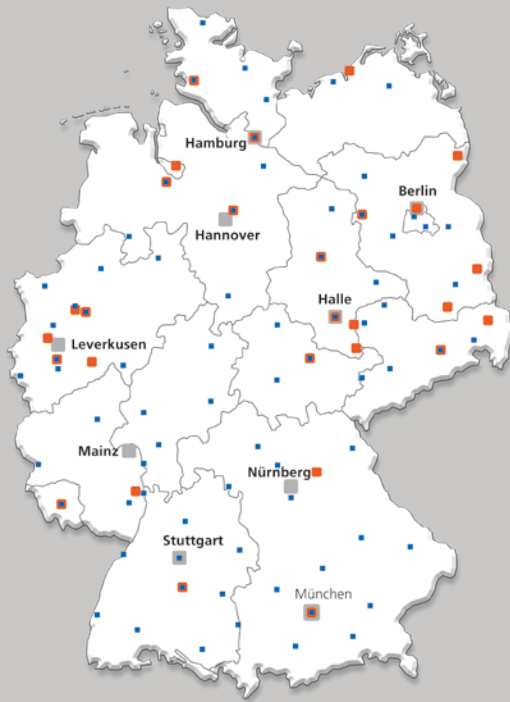 Hamburg
Berlin
Hannover
Halle
Leverkusen
Mainz
Nürnberg
Stuttgart
München